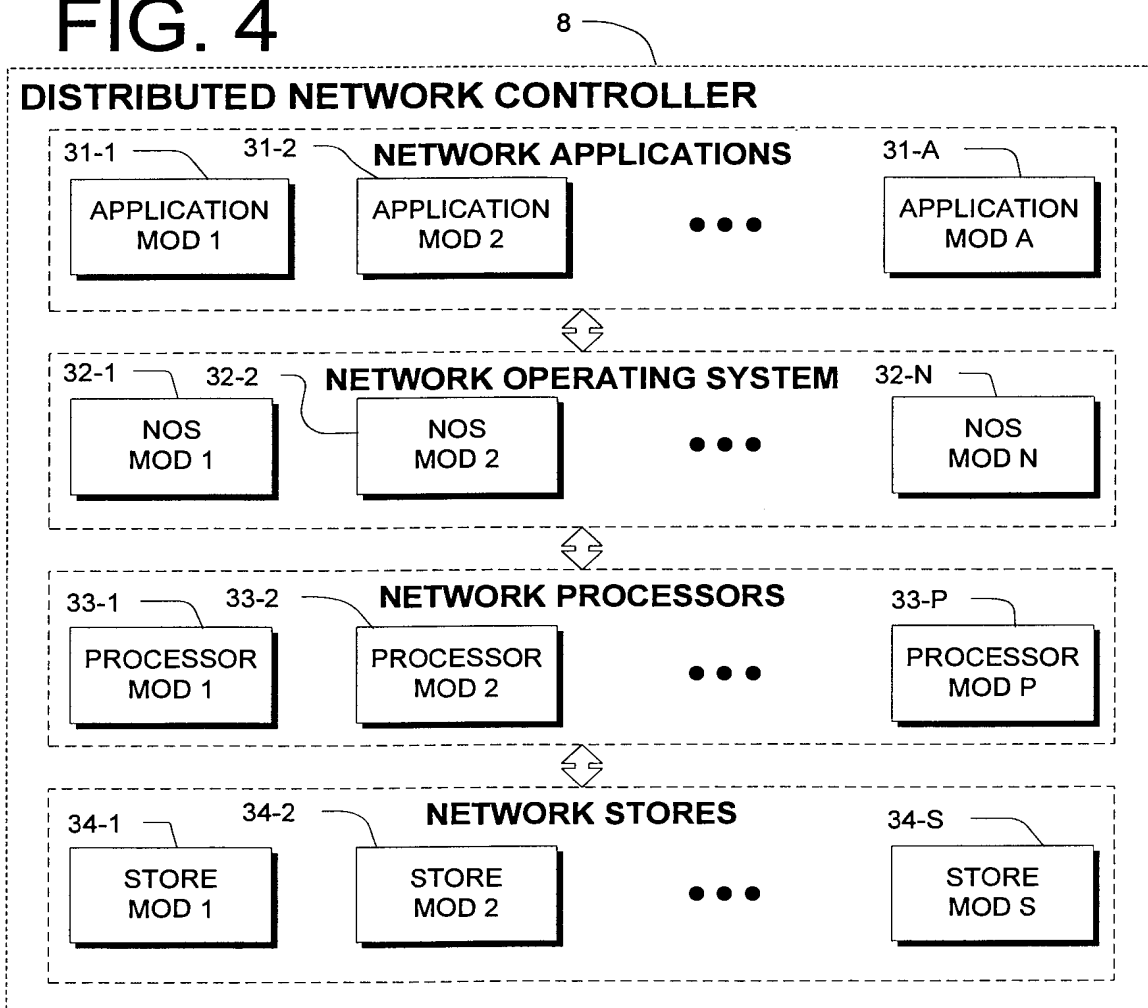 FIG. 4
8
DISTRIBUTED NETWORK CONTROLLER
31-1
31-2
NETWORK APPLICATIONS
31-A
APPLICATION
MOD 1
APPLICATION
MOD 2
APPLICATION
MOD A
32-1
32-2
NETWORK OPERATING SYSTEM
32-N
NOS
MOD 1
NOS
MOD 2
NOS
MOD N
33-1
33-2
NETWORK PROCESSORS
33-P
PROCESSOR
MOD 1
PROCESSOR
MOD 2
PROCESSOR
MOD P
34-1
34-2
NETWORK STORES
34-S
STORE
MOD 1
STORE
MOD 2
STORE
MOD S